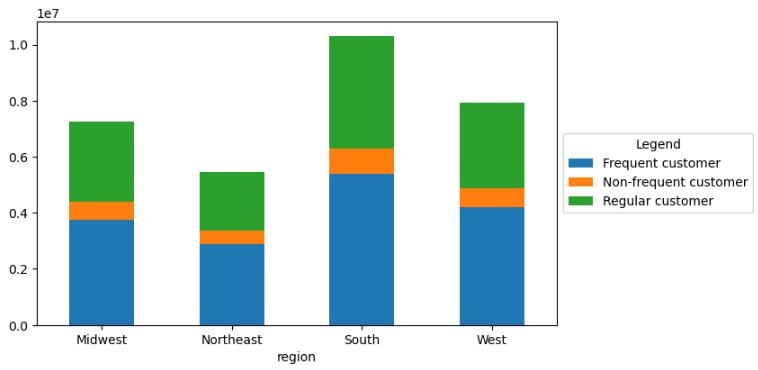 1e7
1.0
0.8
0.6
0.4
0.2
0.0
Midwest
Northeast
South
West
region
Legend
Frequent customer
Non-frequent customer
Regular customer